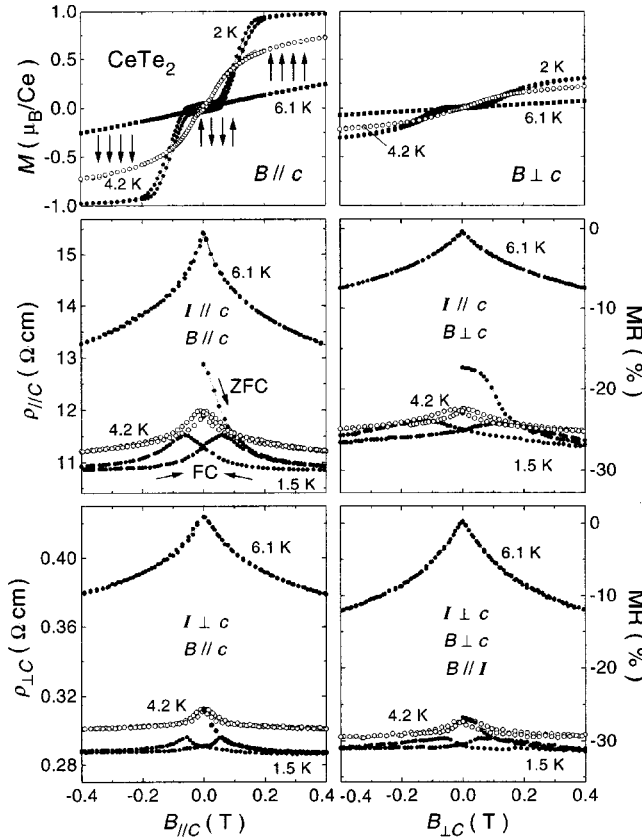 1.0
0.5
0.0
-0.5
-1.0
M (μB/Ce)
CeTe2
2 K
6.1 K
4.2 K
B // c
2 K
6.1 K
4.2 K
B ⊥ c
15
14
13
12
11
ρ//C (Ω cm)
6.1 K
I // c
B // c
ZFC
4.2 K
FC
1.5 K
6.1 K
I // c
B ⊥ c
4.2 K
1.5 K
0
-10
-20
-30
MR (%)
0.40
0.36
0.32
0.28
ρ⊥C (Ω cm)
6.1 K
I ⊥ c
B // c
4.2 K
1.5 K
6.1 K
I ⊥ c
B ⊥ c
B // I
4.2 K
1.5 K
0
-10
-20
-30
MR (%)
-0.4 -0.2 0.0 0.2 -0.4 -0.2 0.0 0.2 0.4
B//C (T)
B⊥C (T)